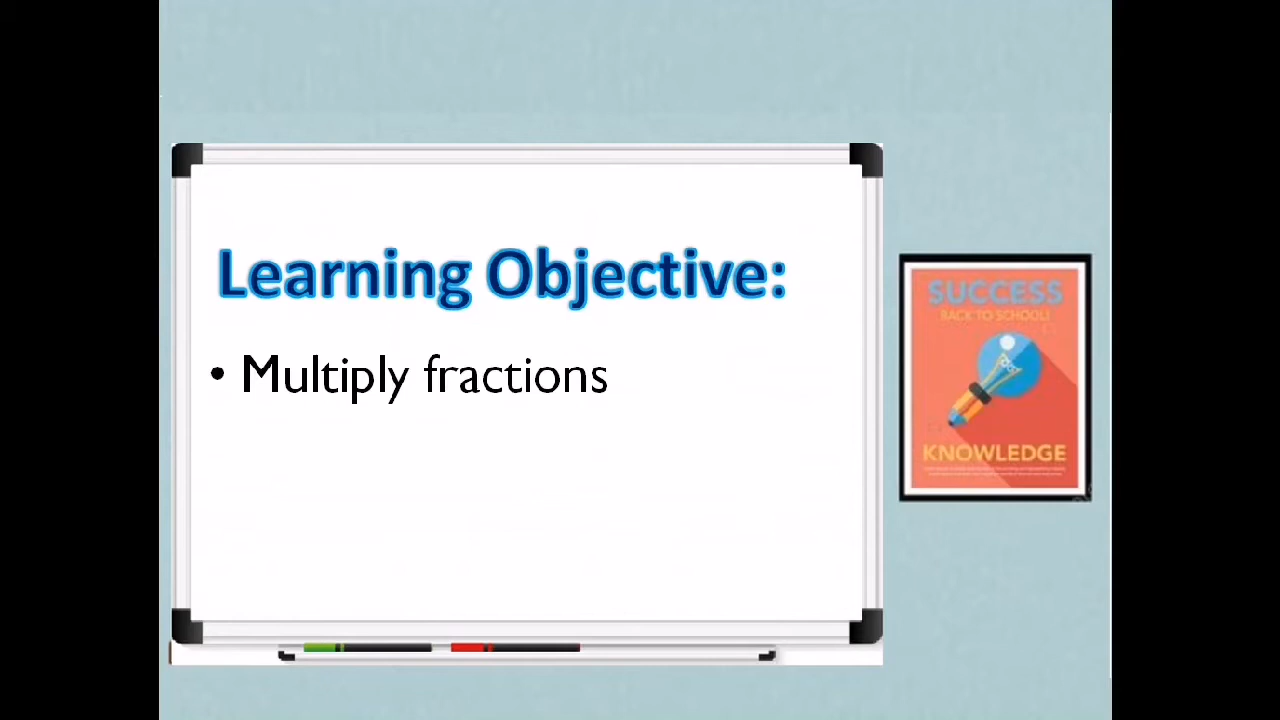 Learning Objective:
• Multiply fractions
SUCCESS
BACK TO SCHOOL!
KNOWLEDGE